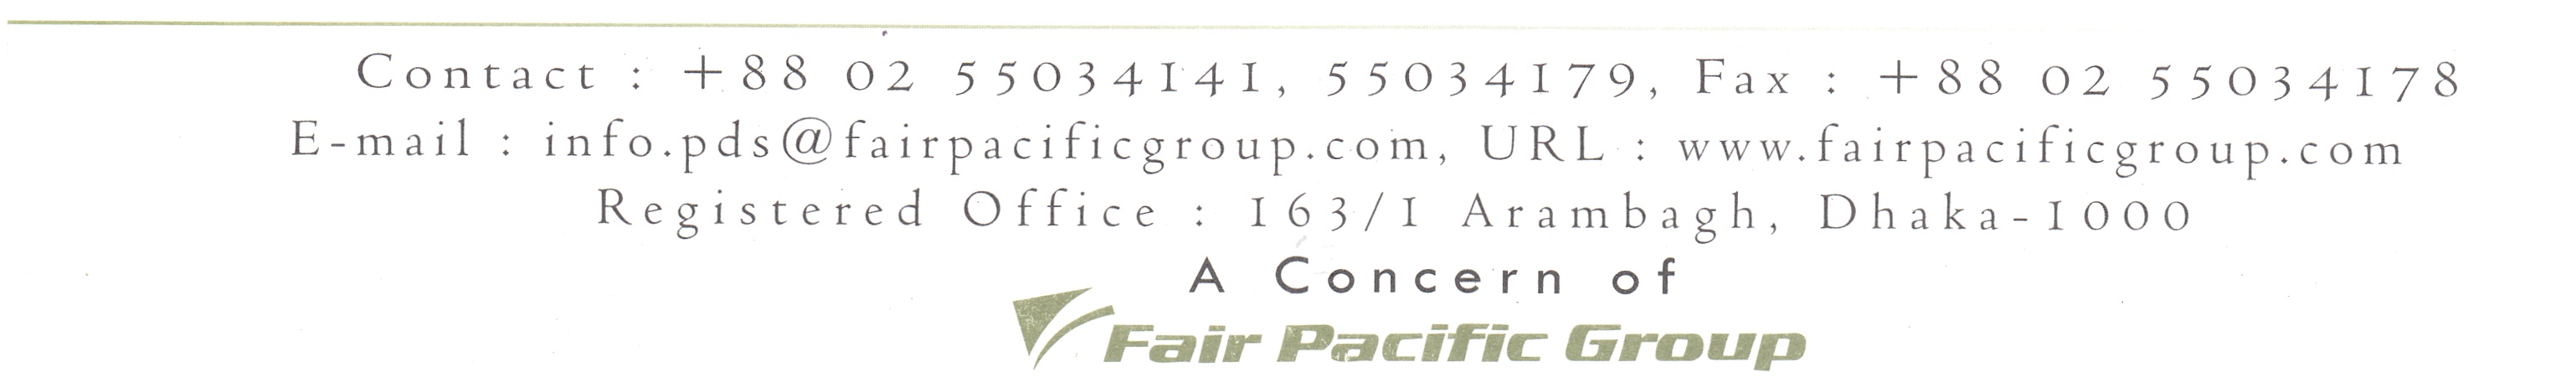 Contact : +88 02 55034141, 55034179, Fax : +88 02 55034178
E-mail : info.pds@fairpacificgroup.com, URL : www.fairpacificgroup.com
Registered Office : 163/1 Arambagh, Dhaka-1000
A Concern of
Fair Pacific Group